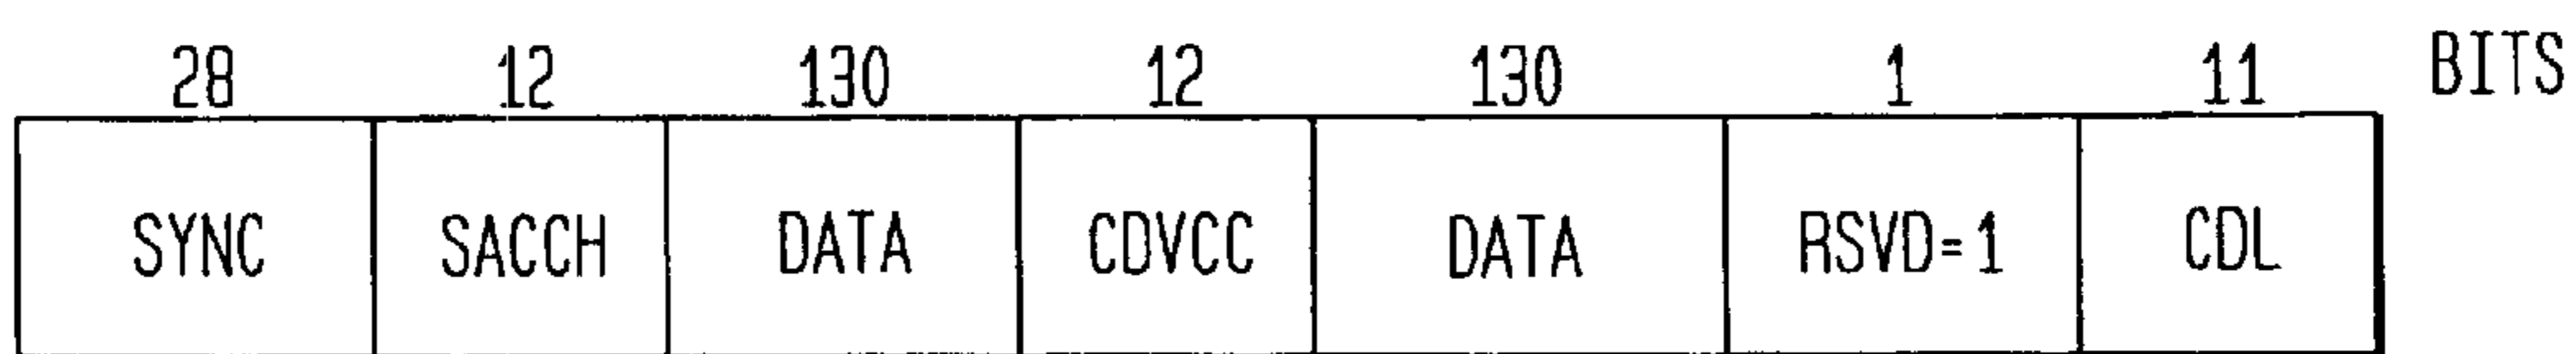 28 12 130 12 130 1 11 BITS
SYNC SACCH DATA CDVCC DATA RSVD=1 CDL